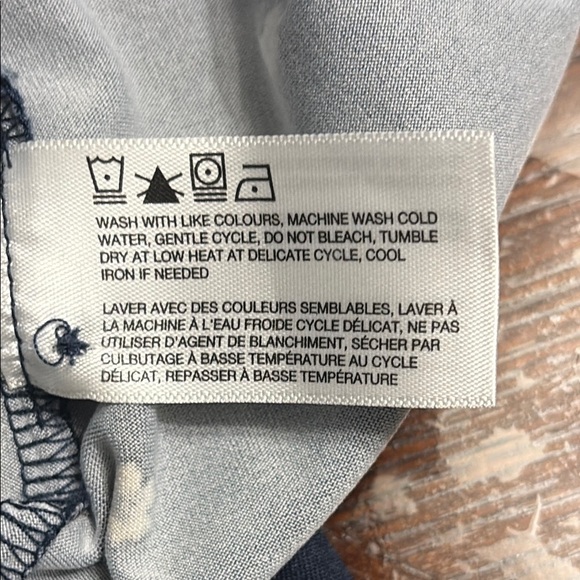 WASH WITH LIKE COLOURS, MACHINE WASH COLD
WATER, GENTLE CYCLE, DO NOT BLEACH, TUMBLE
DRY AT LOW HEAT AT DELICATE CYCLE, COOL
IRON IF NEEDED
LAVER AVEC DES COULEURS SEMBLABLES, LAVER À
LA MACHINE À L'EAU FROIDE CYCLE DÉLICAT, NE PAS
UTILISER D'AGENT DE BLANCHIMENT, SÉCHER PAR
CULBUTAGE À BASSE TEMPÉRATURE AU CYCLE
DÉLICAT, REPASSER À BASSE TEMPÉRATURE